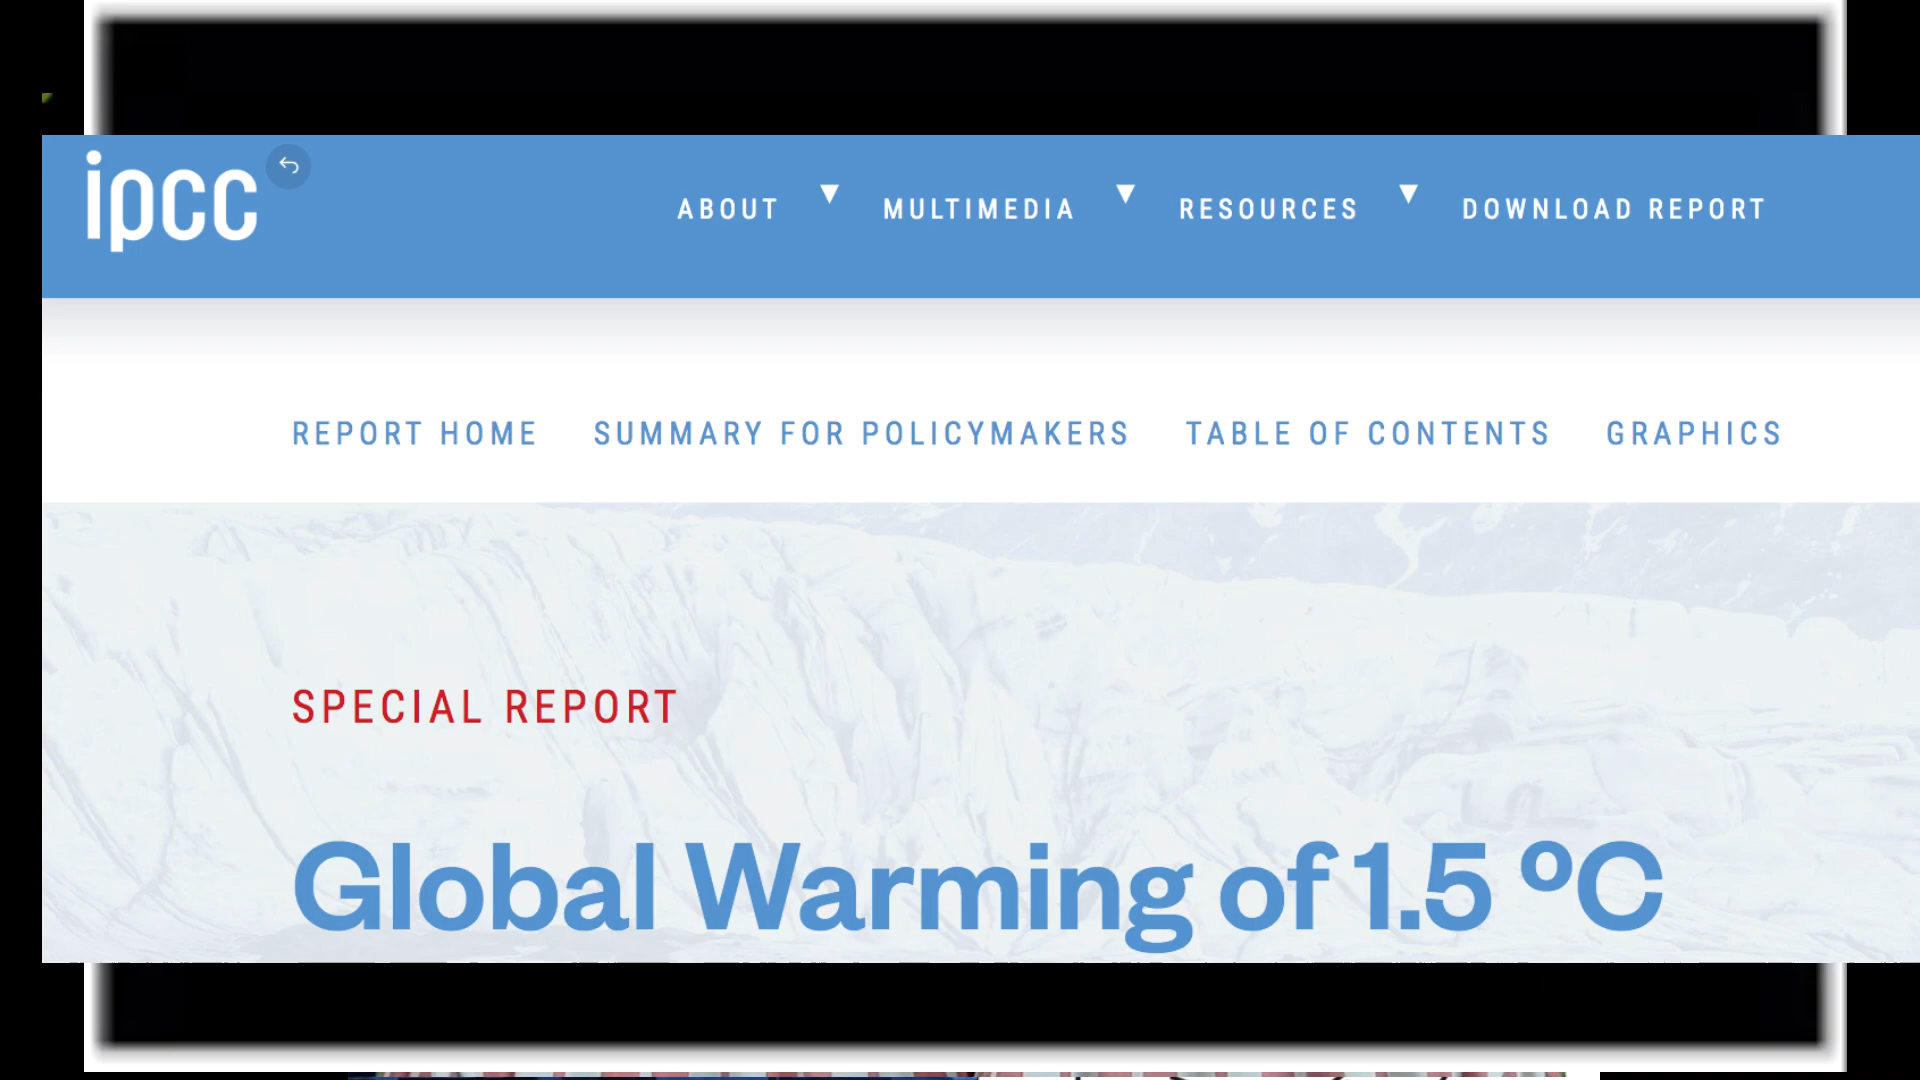 ipcc
ABOUT ▼ MULTIMEDIA ▼ RESOURCES ▼ DOWNLOAD REPORT
REPORT HOME SUMMARY FOR POLICYMAKERS TABLE OF CONTENTS GRAPHICS
SPECIAL REPORT
Global Warming of 1.5 ºC